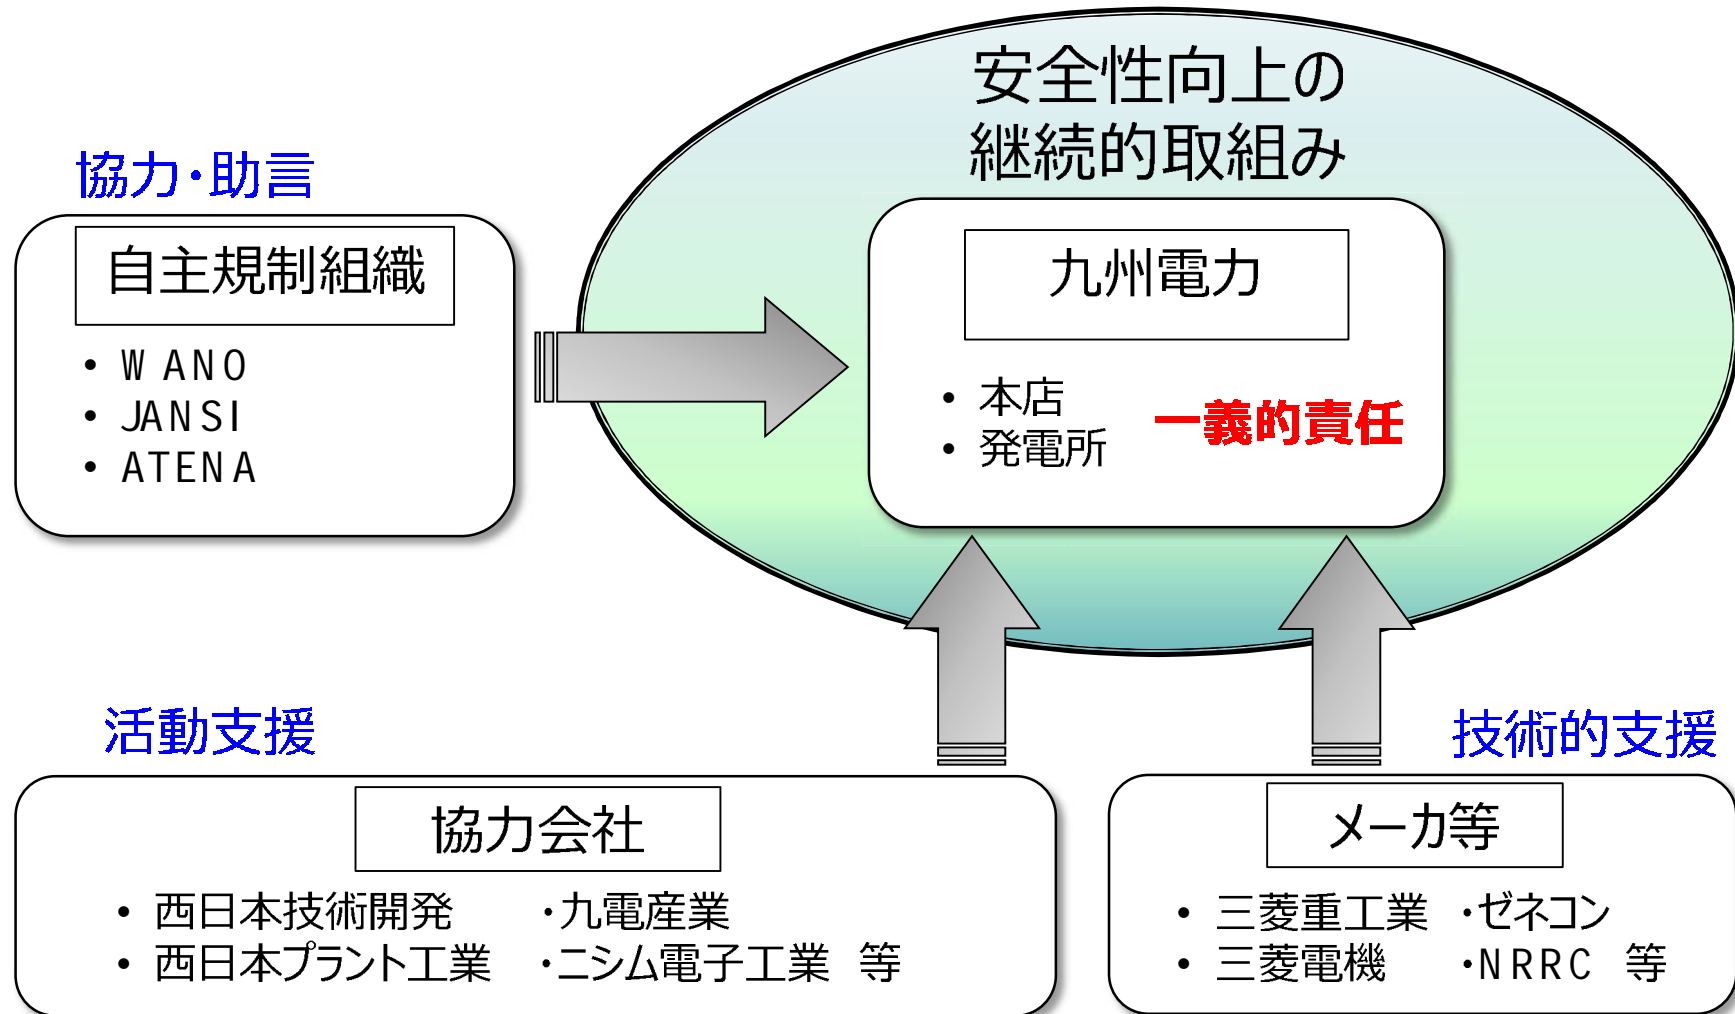 安全性向上の
継続的取組み
協力・助言
自主規制組織
• WANO
• JANSI
• ATENA
九州電力
• 本店
• 発電所
一義的責任
活動支援
協力会社
• 西日本技術開発 ・九電産業
• 西日本プラント工業 ・ニシム電子工業 等
技術的支援
メーカ等
• 三菱重工業 ・ゼネコン
• 三菱電機 ・NRRC 等